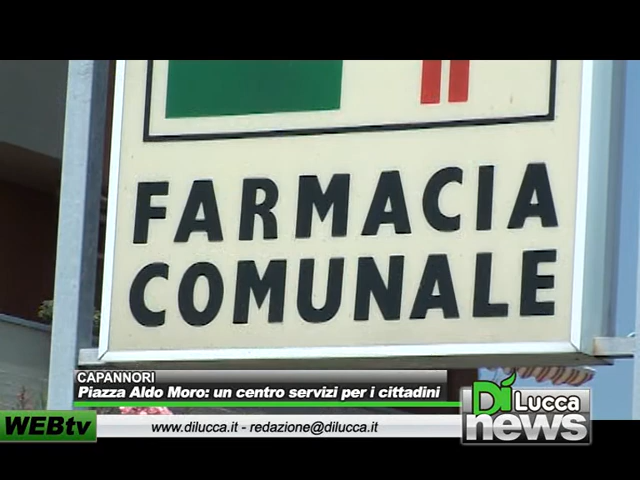 FARMACIA
COMUNALE
CAPANNORI
Piazza Aldo Moro: un centro servizi per i cittadini
Dì Lucca
news
WEBtv
www.dilucca.it - redazione@dilucca.it